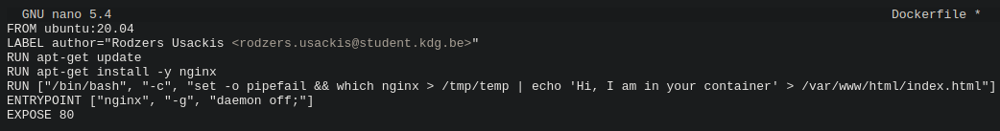 GNU nano 5.4 Dockerfile *
FROM ubuntu:20.04
LABEL author="Rodzers Usackis <rodzers.usackis@student.kdg.be>"
RUN apt-get update
RUN apt-get install -y nginx
RUN ["/bin/bash", "-c", "set -o pipefail && which nginx > /tmp/temp | echo 'Hi, I am in your container' > /var/www/html/index.html"]
ENTRYPOINT ["nginx", "-g", "daemon off;"]
EXPOSE 80